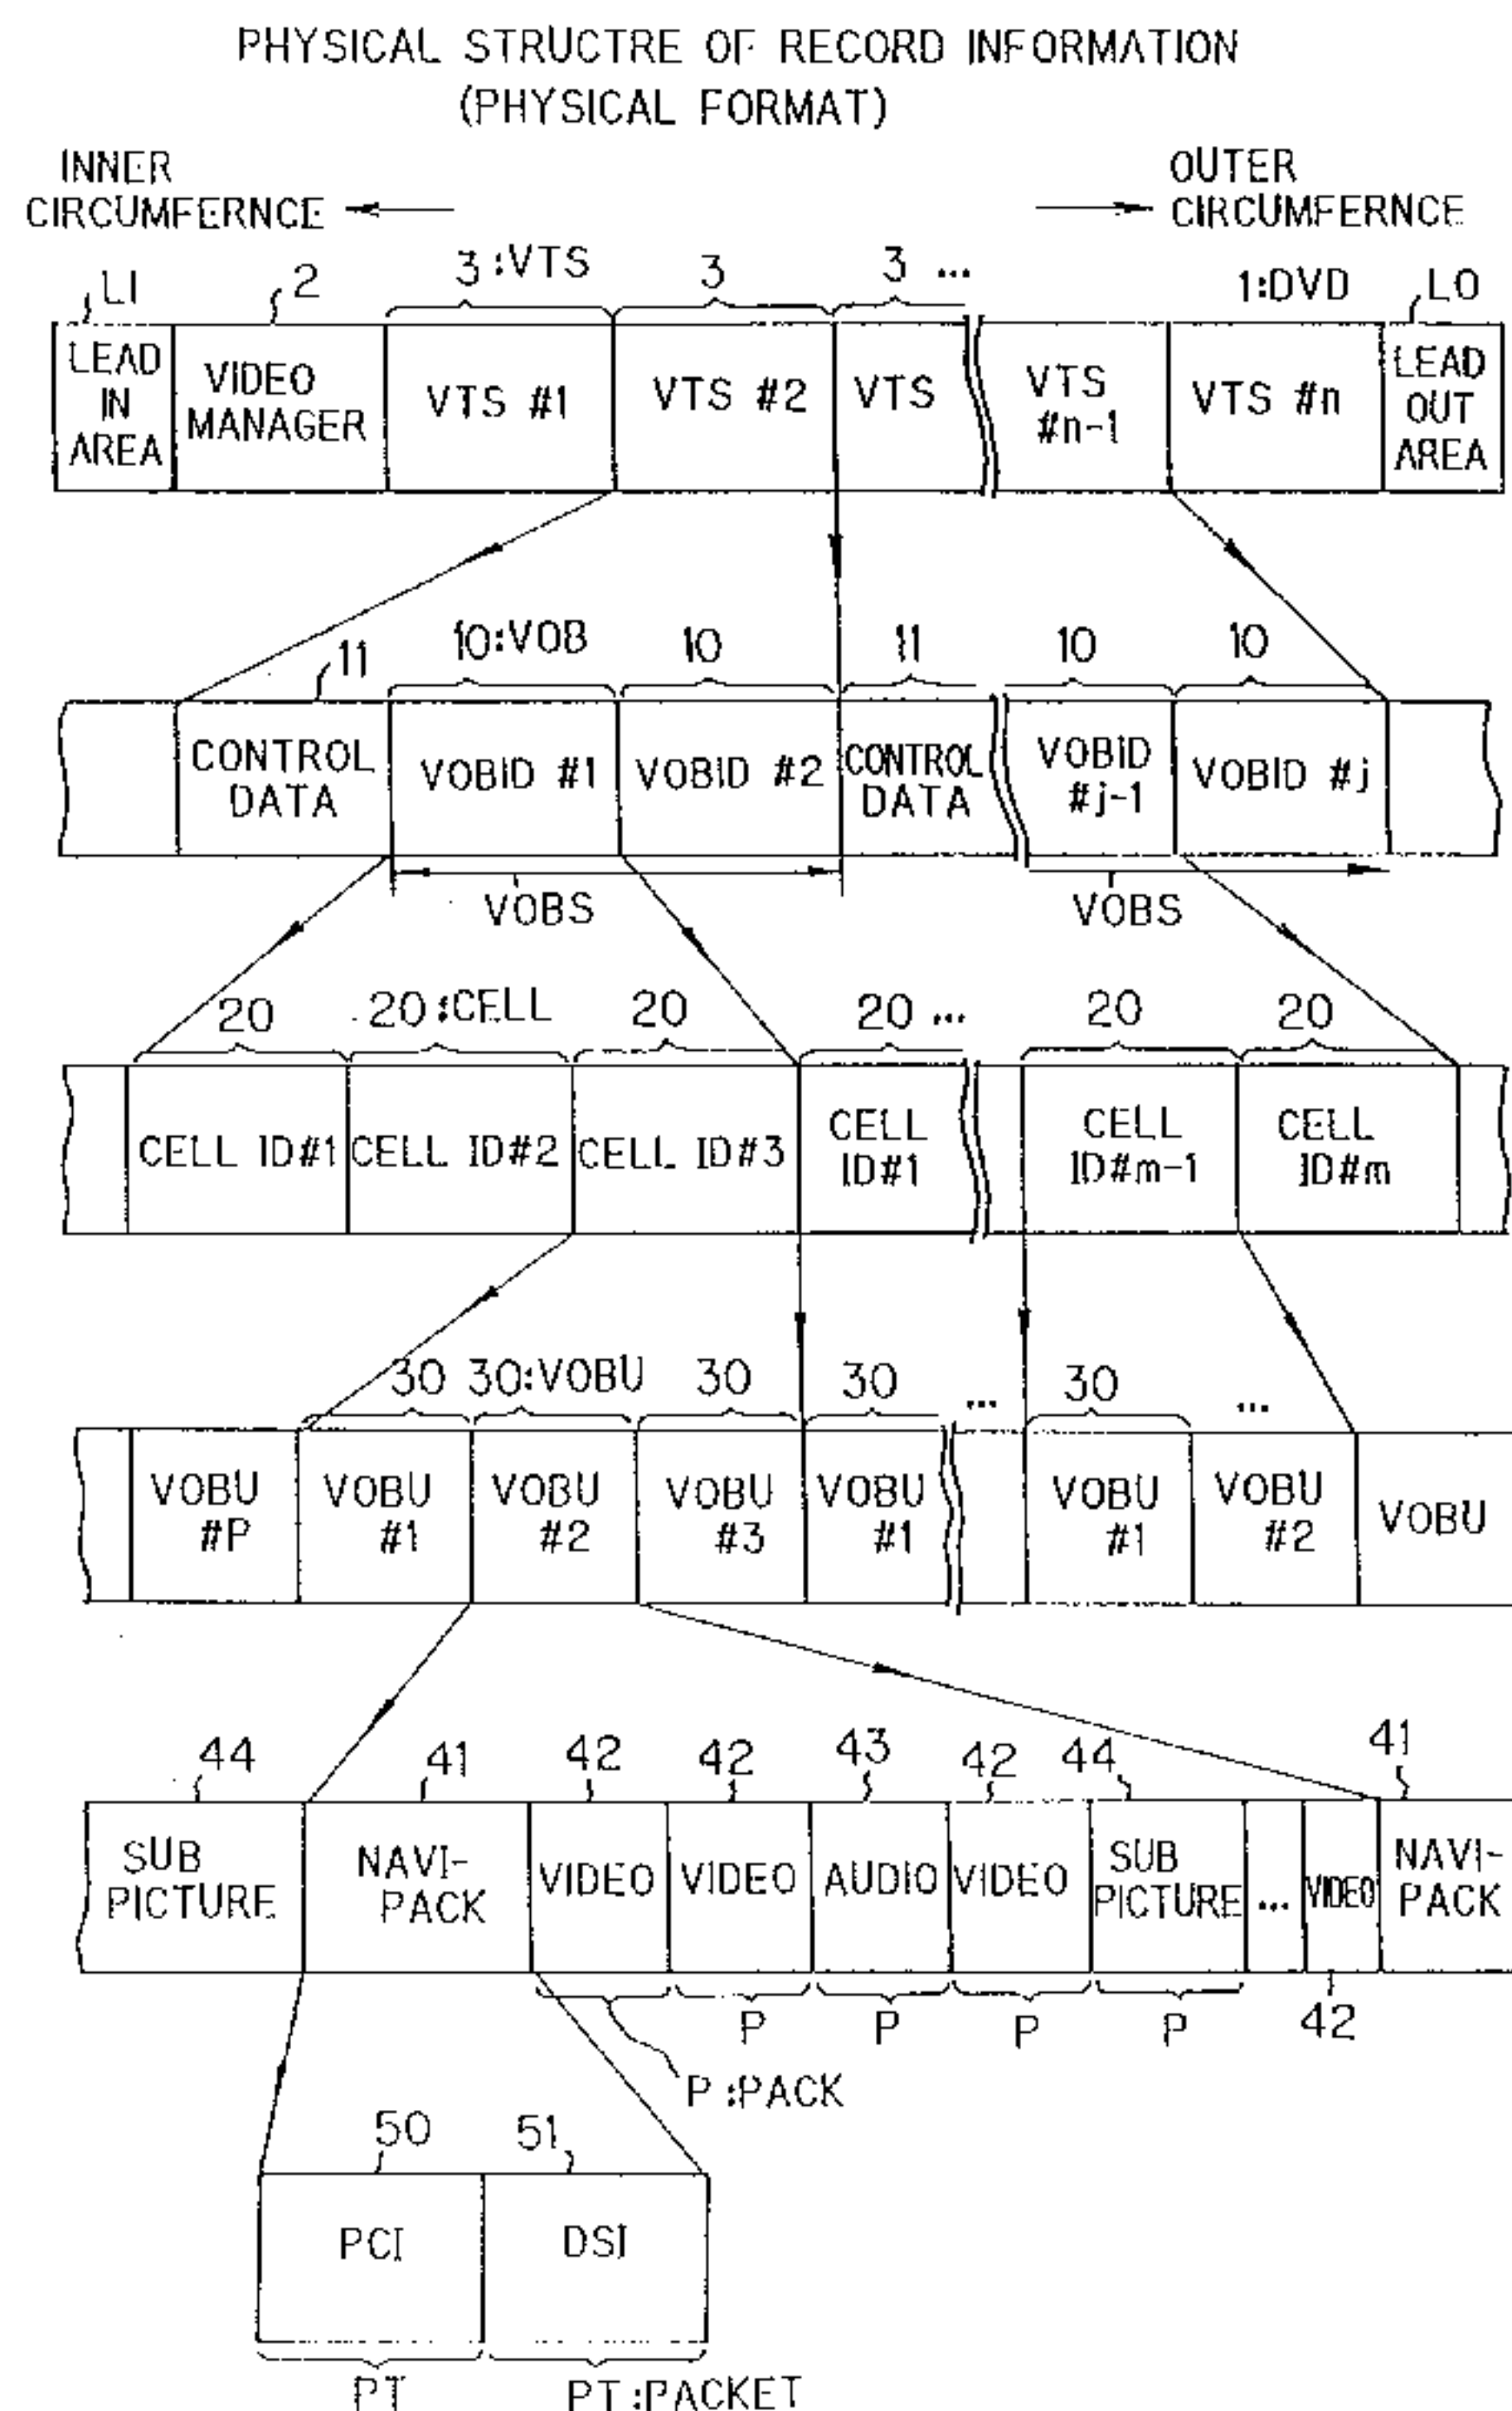 PHYSICAL STRUCTRE OF RECORD INFORMATION
(PHYSICAL FORMAT)
INNER
CIRCUMFERNCE
OUTER
CIRCUMFERNCE
LI
2
3:VTS
3
3 ...
1:DVD
LO
LEAD
IN
AREA
VIDEO
MANAGER
VTS #1
VTS #2
VTS
VTS
#n-1
VTS #n
LEAD
OUT
AREA
11
10:VOB
10
11
10
10
CONTROL
DATA
VOBID #1
VOBID #2
CONTROL
DATA
VOBID
#j-1
VOBID #j
VOBS
VOBS
20
20:CELL
20
20 ...
20
20
CELL ID#1
CELL ID#2
CELL ID#3
CELL
ID#1
CELL
ID#m-1
CELL
ID#m
30
30:VOBU
30
30
...
30
...
VOBU
#P
VOBU
#1
VOBU
#2
VOBU
#3
VOBU
#1
VOBU
#1
VOBU
#2
VOBU
44
41
42
42
43
42
44
41
SUB
PICTURE
NAVI-
PACK
VIDEO
VIDEO
AUDIO
VIDEO
SUB
PICTURE
...
VIDEO
NAVI-
PACK
P
P
P
P
42
P:PACK
50
51
PCI
DSI
PT
PT:PACKET